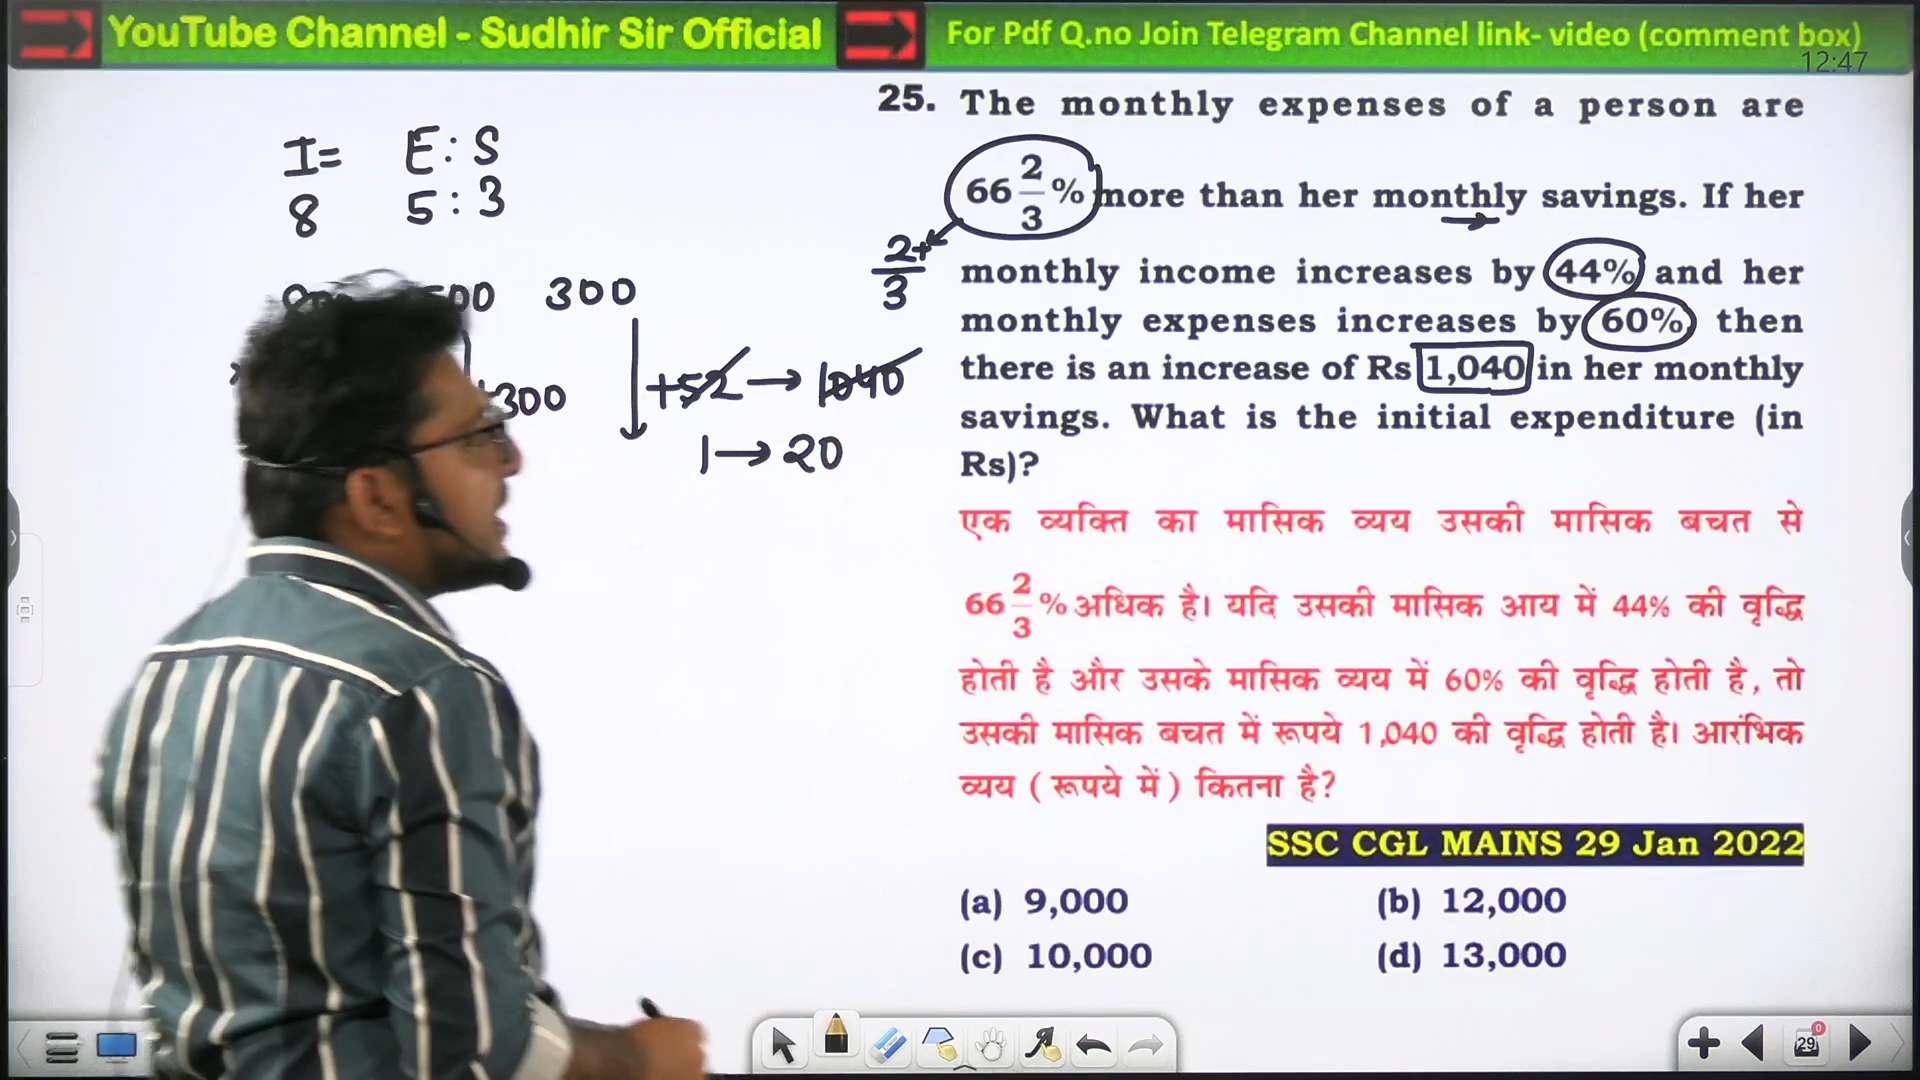 YouTube Channel - Sudhir Sir Official
For Pdf Q.no Join Telegram Channel link- video (comment box)
12:47
I= E : S
8 5 : 3
300
+300
+52 → 1040
1 → 20
2
3
25. The monthly expenses of a person are
66 2/3 % more than her monthly savings. If her
monthly income increases by 44% and her
monthly expenses increases by 60% then
there is an increase of Rs 1,040 in her monthly
savings. What is the initial expenditure (in
Rs)?
एक व्यक्ति का मासिक व्यय उसकी मासिक बचत से
66 2/3 % अधिक है। यदि उसकी मासिक आय में 44% की वृद्धि
होती है और उसके मासिक व्यय में 60% की वृद्धि होती है, तो
उसकी मासिक बचत में रूपये 1,040 की वृद्धि होती है। आरंभिक
व्यय ( रूपये में ) कितना है?
SSC CGL MAINS 29 Jan 2022
(a) 9,000 (b) 12,000
(c) 10,000 (d) 13,000
29
0